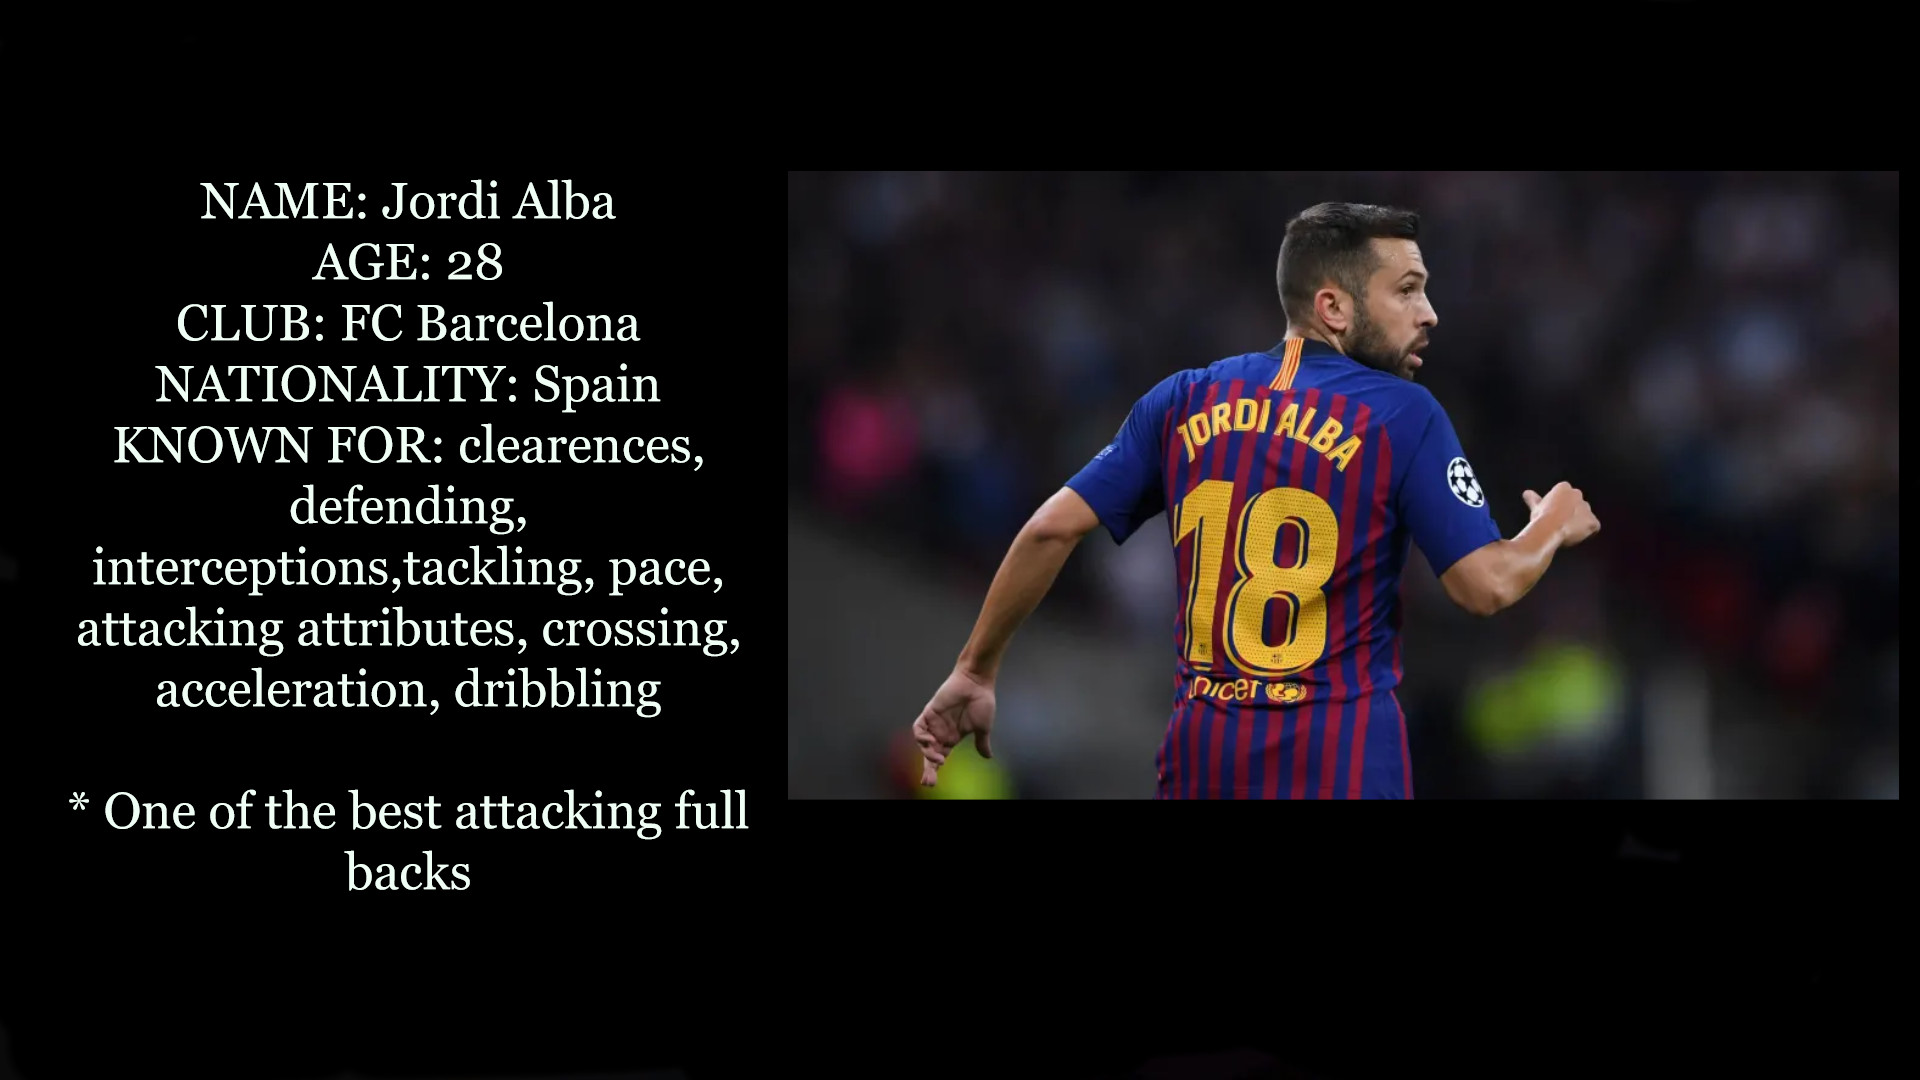 NAME: Jordi Alba
AGE: 28
CLUB: FC Barcelona
NATIONALITY: Spain
KNOWN FOR: clearences,
defending,
interceptions,tackling, pace,
attacking attributes, crossing,
acceleration, dribbling
* One of the best attacking full
backs
JORDI ALBA
18
unicef